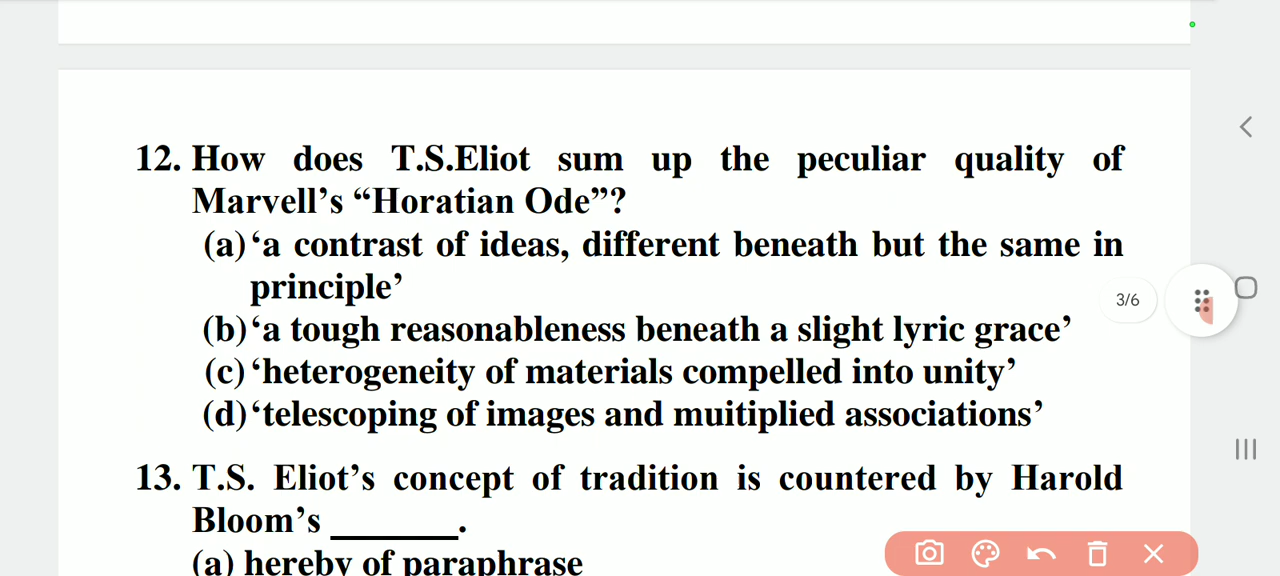 12. How does T.S.Eliot sum up the peculiar quality of
Marvell’s “Horatian Ode”?
(a) ‘a contrast of ideas, different beneath but the same in
principle’
(b) ‘a tough reasonableness beneath a slight lyric grace’
(c) ‘heterogeneity of materials compelled into unity’
(d) ‘telescoping of images and muitiplied associations’
3/6
13. T.S. Eliot’s concept of tradition is countered by Harold
Bloom’s _______.
(a) hereby of paraphrase